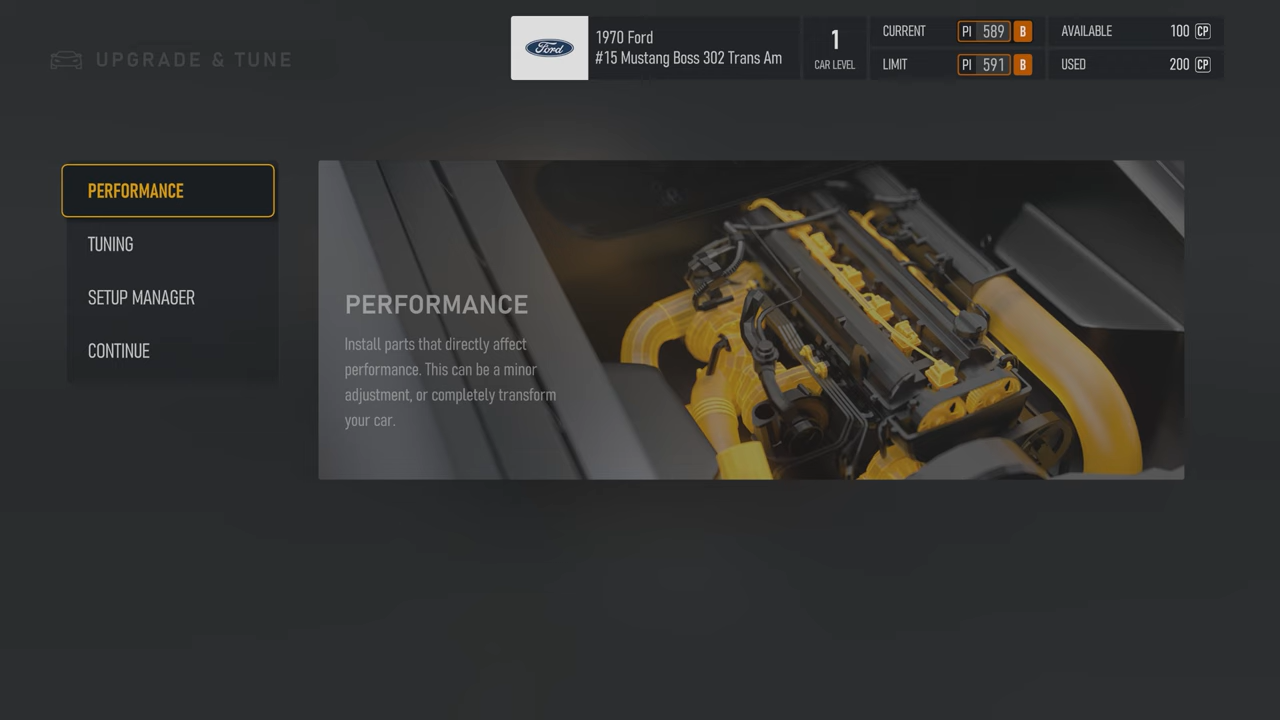 UPGRADE & TUNE
Ford
1970 Ford
#15 Mustang Boss 302 Trans Am
1
CAR LEVEL
CURRENT PI 589 B
LIMIT PI 591 B
AVAILABLE 100 CP
USED 200 CP
PERFORMANCE
TUNING
SETUP MANAGER
CONTINUE
PERFORMANCE
Install parts that directly affect
performance. This can be a minor
adjustment, or completely transform
your car.